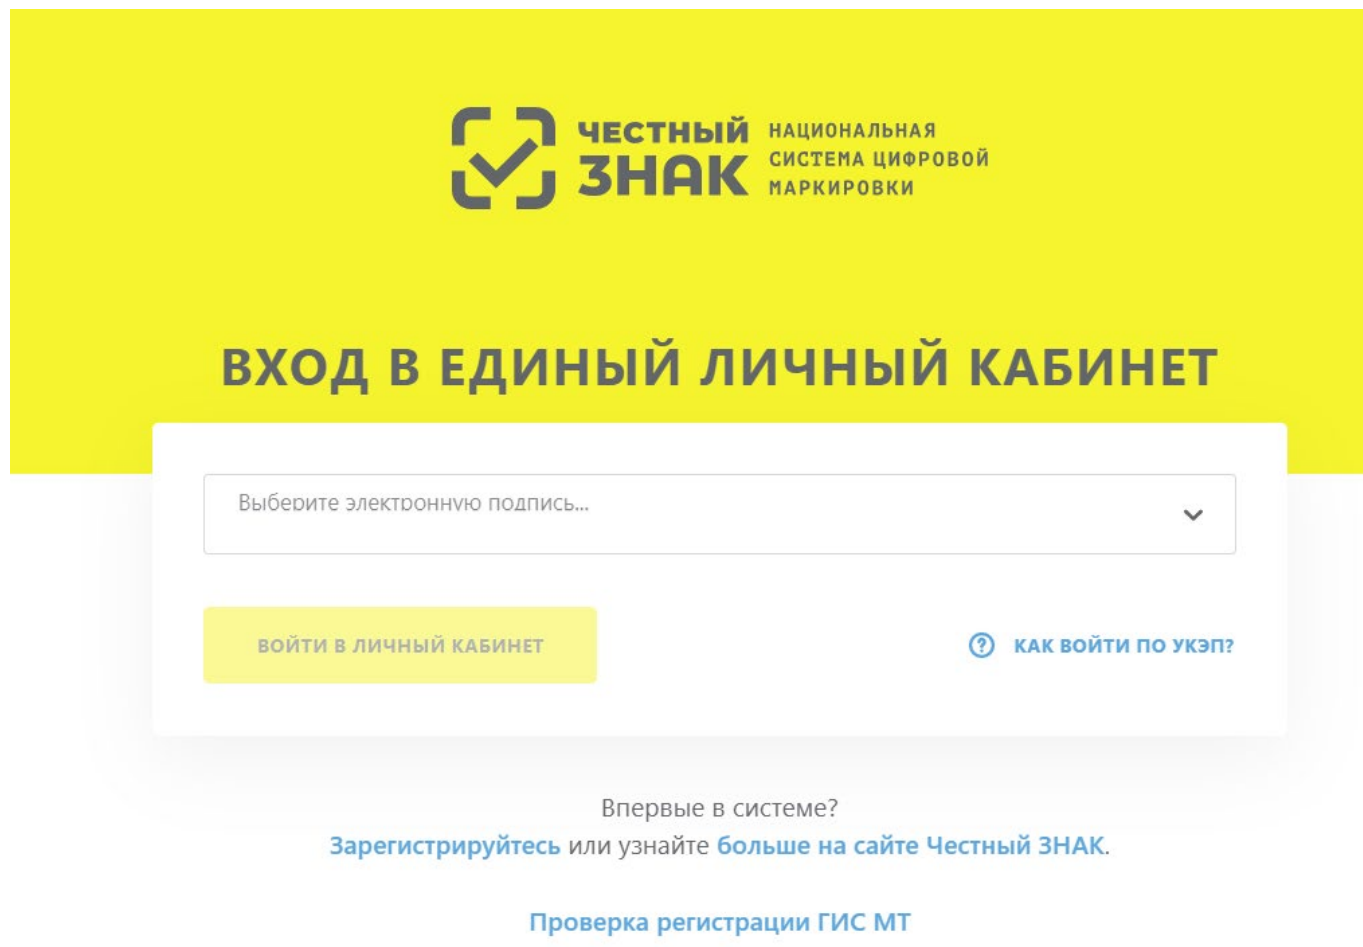 ЧЕСТНЫЙ
ЗНАК
НАЦИОНАЛЬНАЯ
СИСТЕМА ЦИФРОВОЙ
МАРКИРОВКИ
ВХОД В ЕДИНЫЙ ЛИЧНЫЙ КАБИНЕТ
Выберите электронную подпись...
ВОЙТИ В ЛИЧНЫЙ КАБИНЕТ
КАК ВОЙТИ ПО УКЭП?
Впервые в системе?
Зарегистрируйтесь или узнайте больше на сайте Честный ЗНАК.
Проверка регистрации ГИС МТ